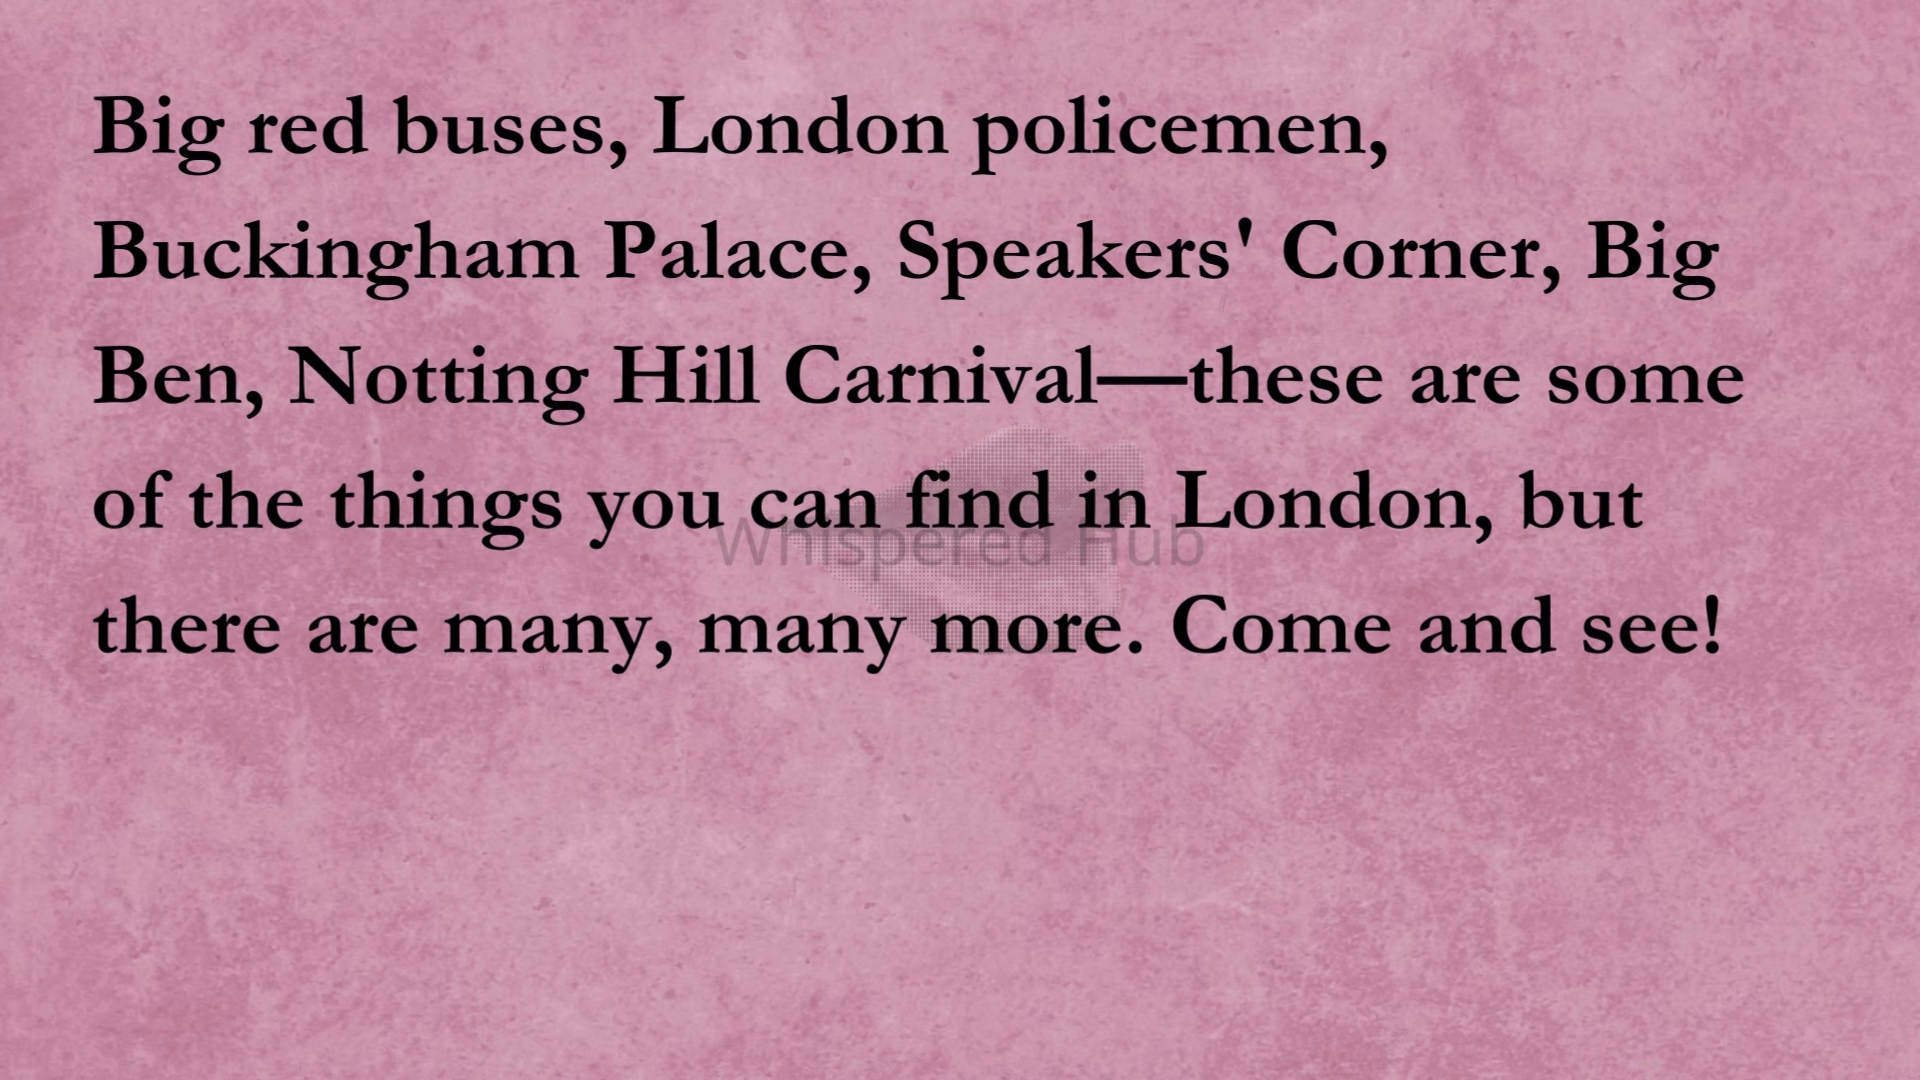 Big red buses, London policemen,
Buckingham Palace, Speakers' Corner, Big
Ben, Notting Hill Carnival—these are some
of the things you can find in London, but
Whispered Hub
there are many, many more. Come and see!